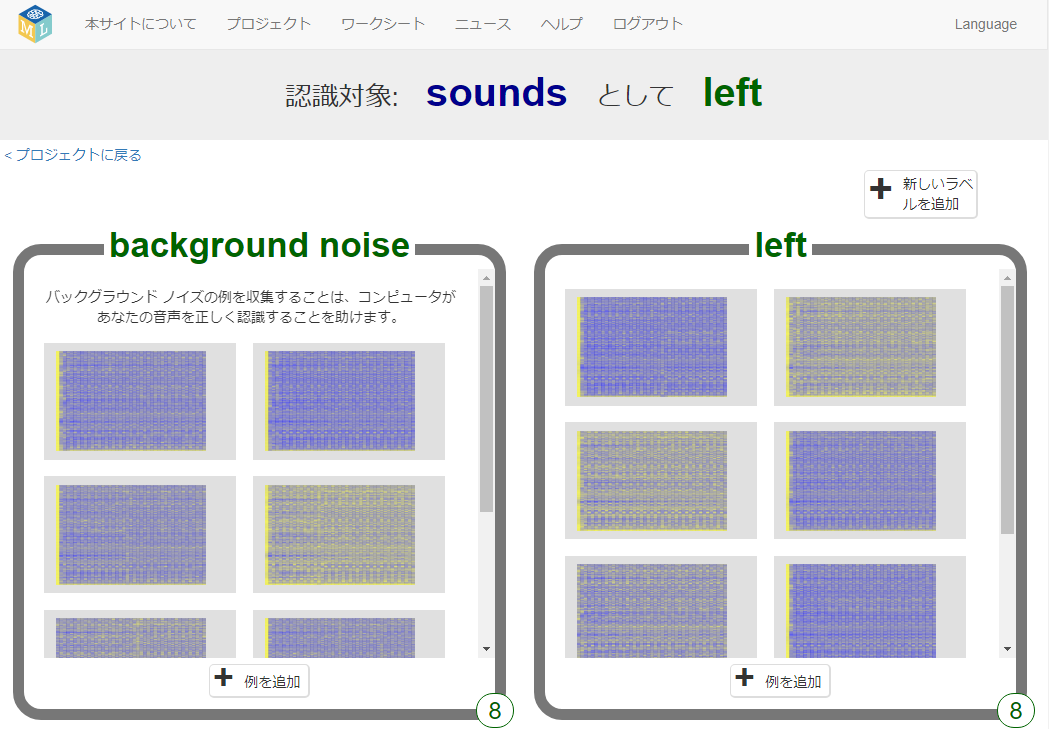 ML
本サイトについて プロジェクト ワークシート ニュース ヘルプ ログアウト Language
認識対象: sounds として left
< プロジェクトに戻る
新しいラベ
ルを追加
background noise
バックグラウンド ノイズの例を収集することは、コンピュータが
あなたの音声を正しく認識することを助けます。
例を追加
8
left
例を追加
8